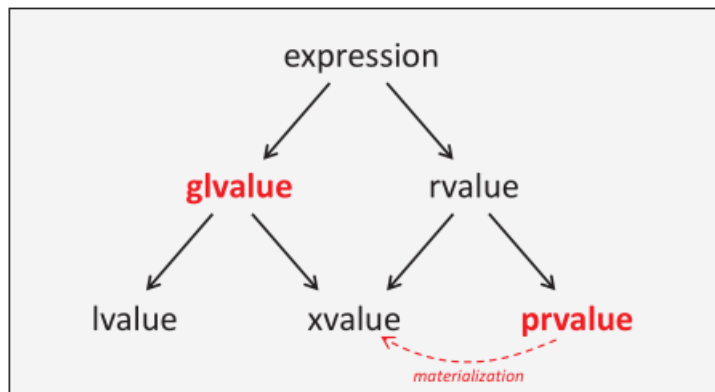 expression
glvalue rvalue
lvalue xvalue prvalue
materialization